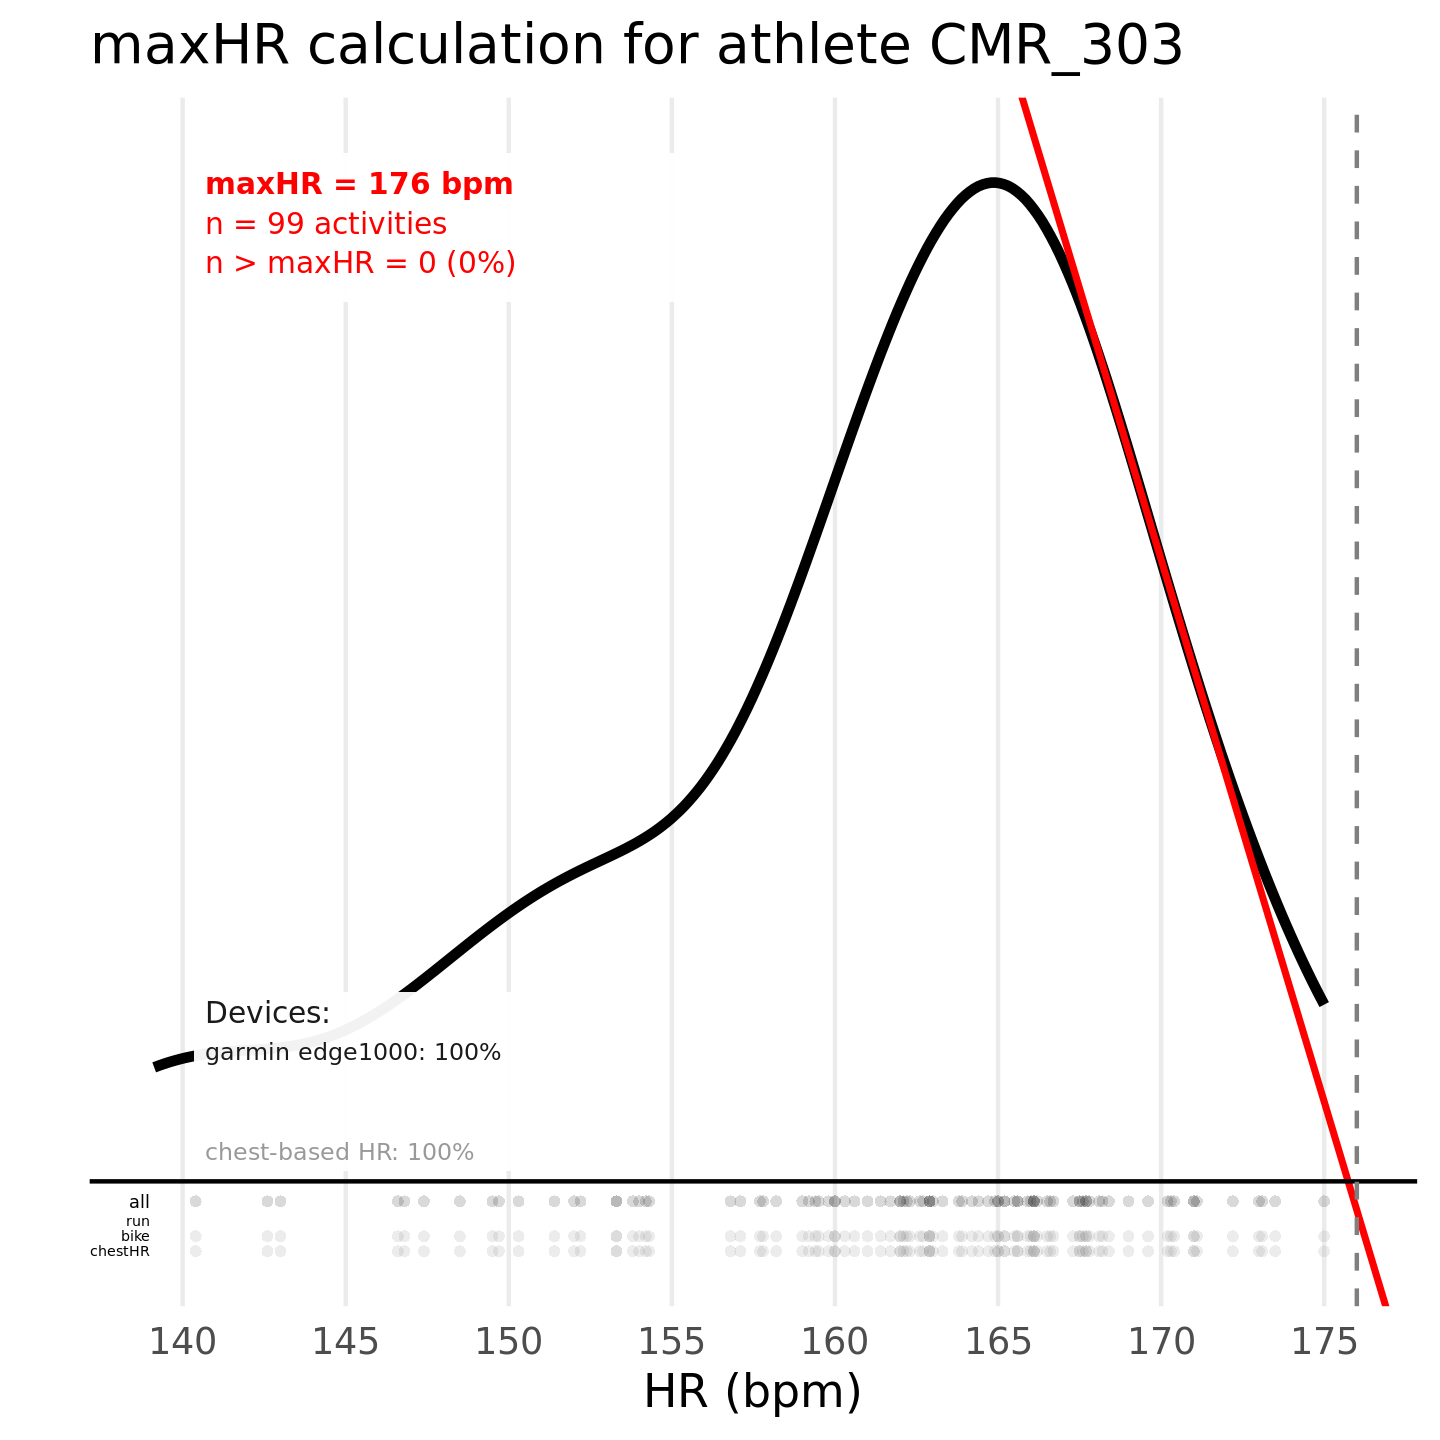 maxHR calculation for athlete CMR_303
maxHR = 176 bpm
n = 99 activities
n > maxHR = 0 (0%)
Devices:
garmin edge1000: 100%
chest-based HR: 100%
all
run
bike
chestHR
140 145 150 155 160 165 170 175
HR (bpm)